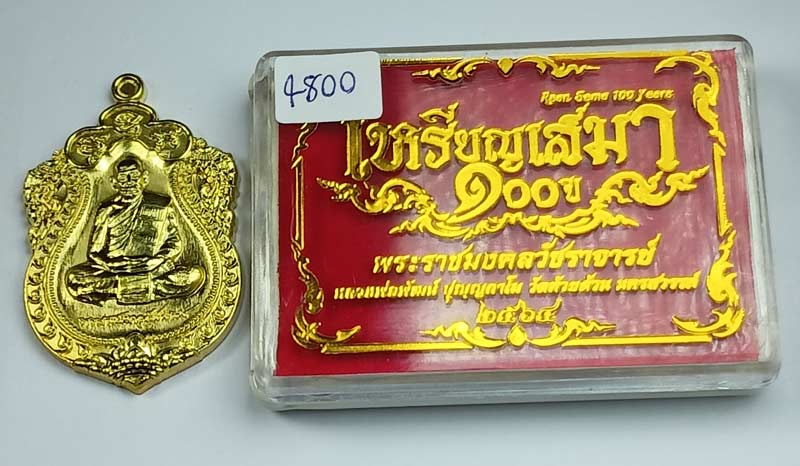 4800
Rean Sema 100 Years
เหรียญเสมา
๑๐๐ปี
พระราชมงคลวัชราจารย์
หลวงพ่อพัฒน์ ปุญญกาโม วัดห้วยด้วน นครสวรรค์
๒๕๖๕